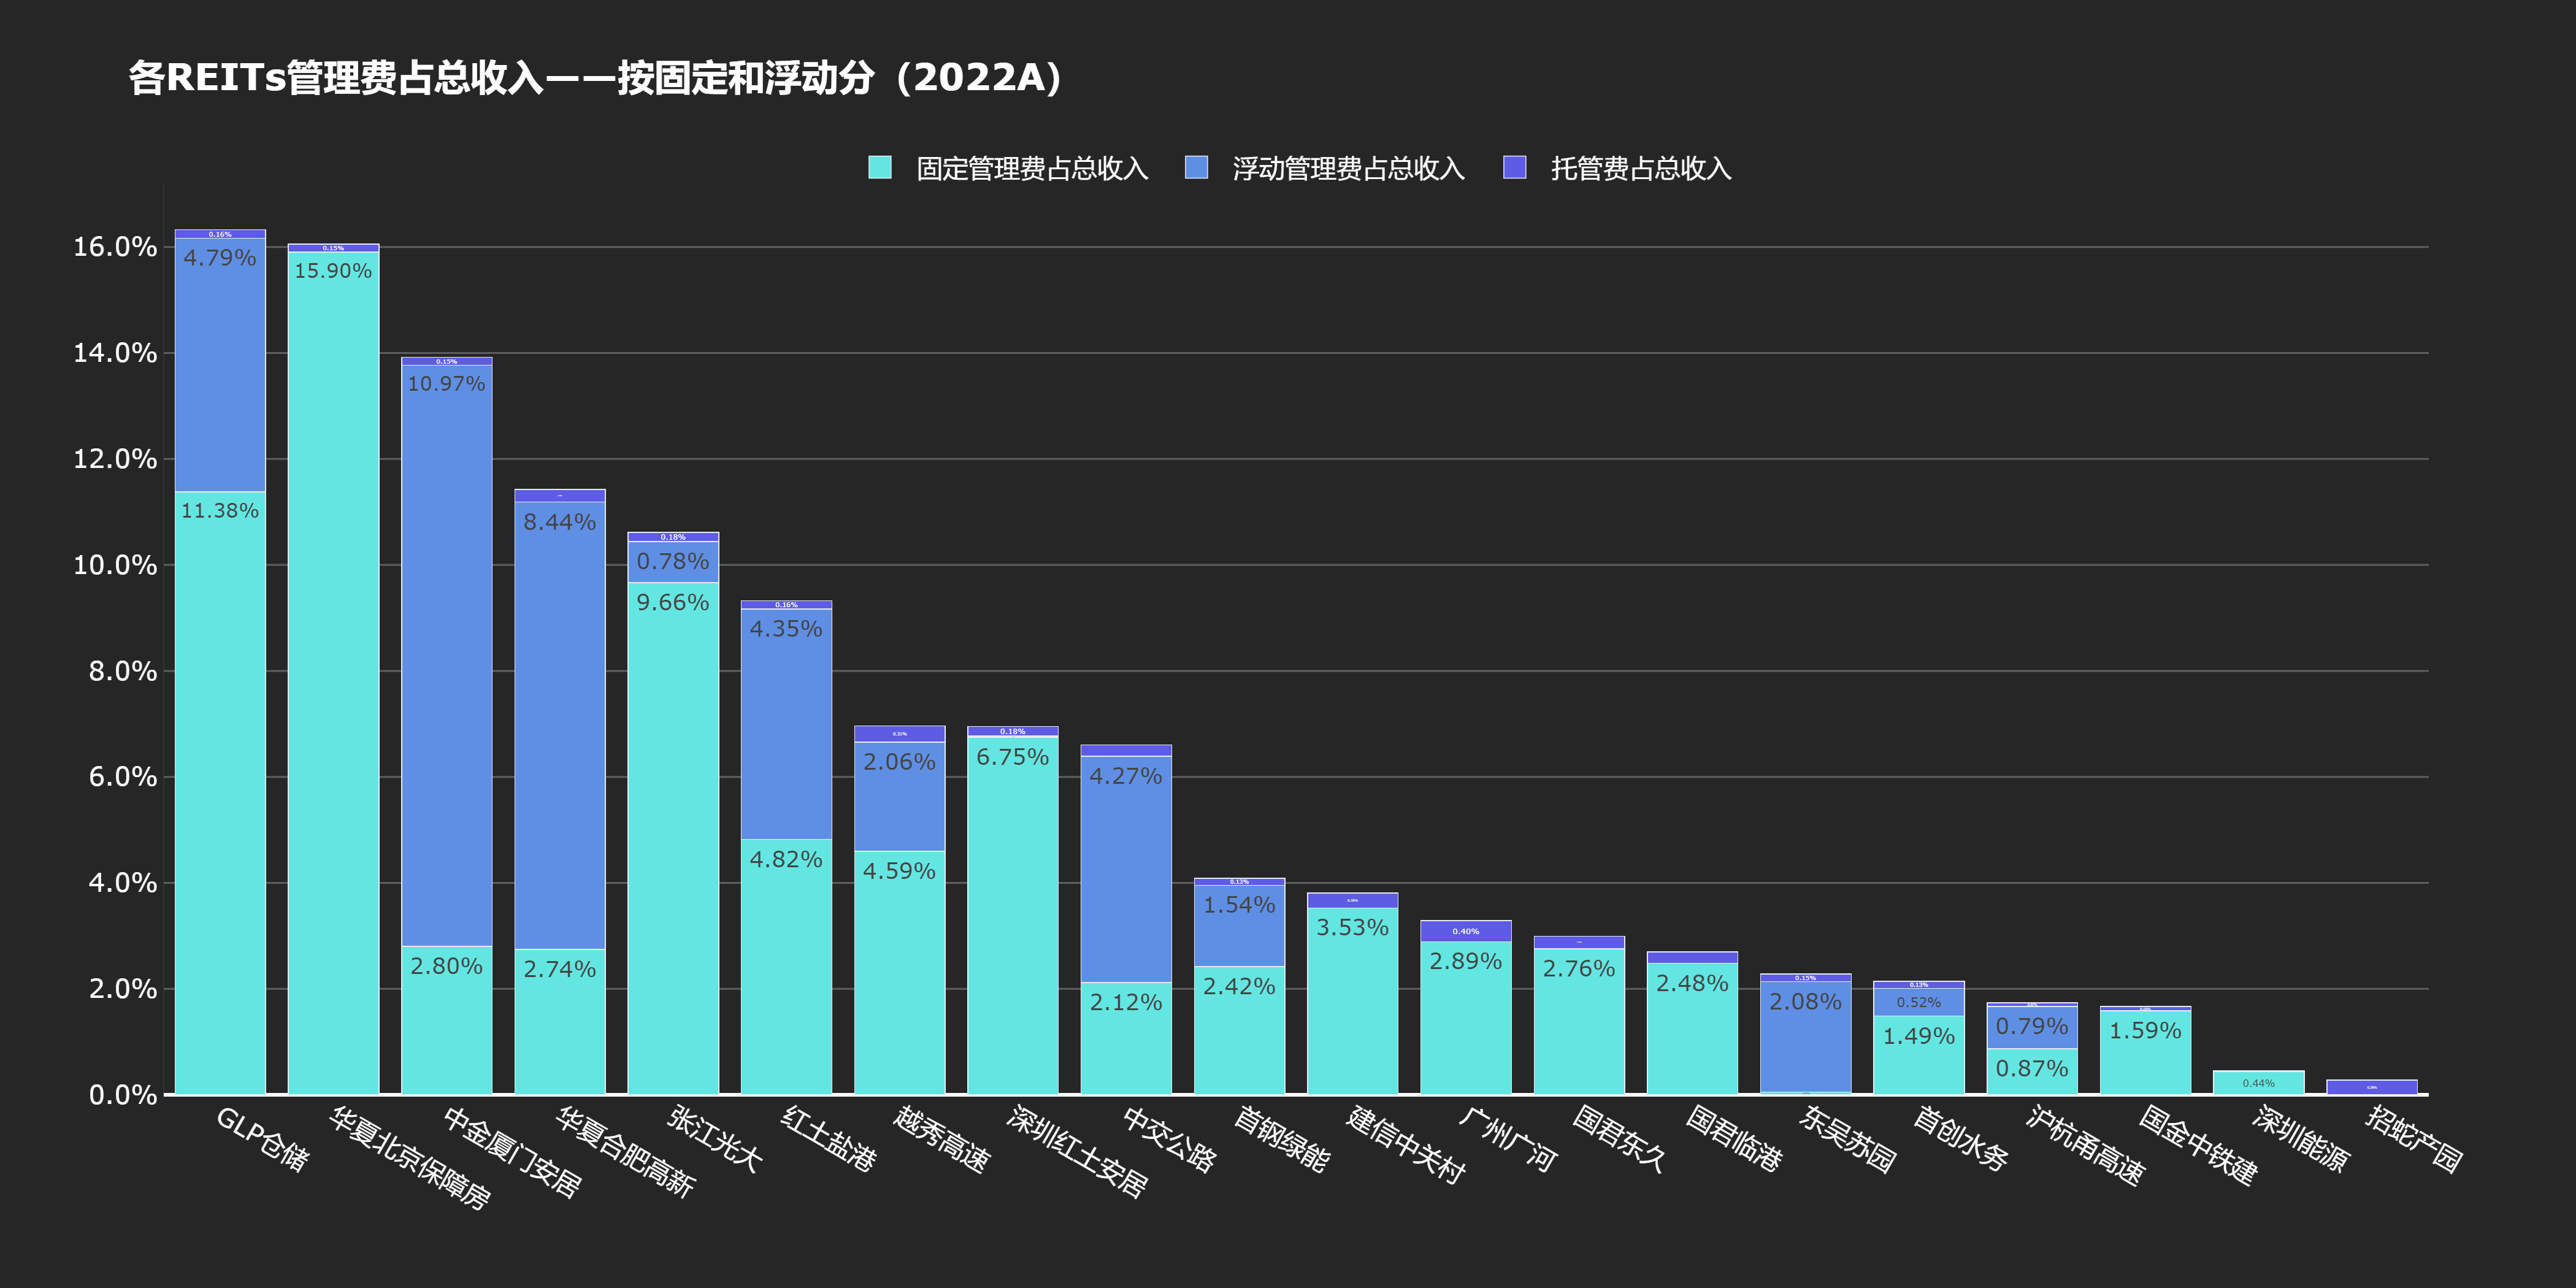 各REITs管理费占总收入——按固定和浮动分（2022A）
固定管理费占总收入 浮动管理费占总收入 托管费占总收入
16.0%
14.0%
12.0%
10.0%
8.0%
6.0%
4.0%
2.0%
0.0%
0.16%
4.79%
11.38%
0.15%
15.90%
0.15%
10.97%
2.80%
8.44%
2.74%
0.18%
0.78%
9.66%
0.16%
4.35%
4.82%
0.31%
2.06%
4.59%
0.18%
6.75%
4.27%
2.12%
0.13%
1.54%
2.42%
3.53%
0.40%
2.89%
2.76%
2.48%
0.15%
2.08%
0.13%
0.52%
1.49%
0.79%
0.87%
1.59%
0.44%
GLP仓储
华夏北京保障房
中金厦门安居
华夏合肥高新
张江光大
红土盐港
越秀高速
深圳红土安居
中交公路
首钢绿能
建信中关村
广州广河
国君东久
国君临港
东吴苏园
首创水务
沪杭甬高速
国金中铁建
深圳能源
招蛇产园